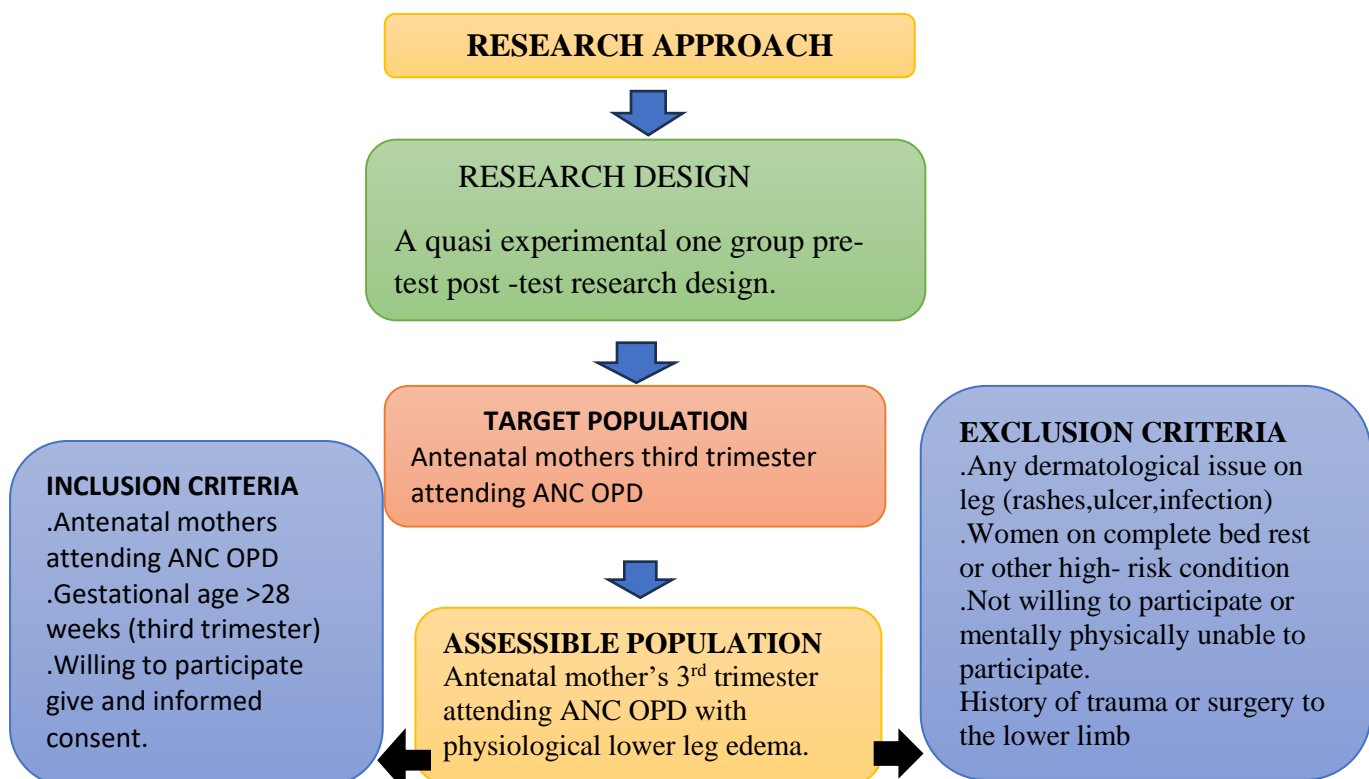 RESEARCH APPROACH
RESEARCH DESIGN
A quasi experimental one group pre-
test post -test research design.
TARGET POPULATION
Antenatal mothers third trimester
attending ANC OPD
INCLUSION CRITERIA
.Antenatal mothers
attending ANC OPD
.Gestational age >28
weeks (third trimester)
.Willing to participate
give and informed
consent.
ASSESSIBLE POPULATION
Antenatal mother’s 3rd trimester
attending ANC OPD with
physiological lower leg edema.
EXCLUSION CRITERIA
.Any dermatological issue on
leg (rashes,ulcer,infection)
.Women on complete bed rest
or other high- risk condition
.Not willing to participate or
mentally physically unable to
participate.
History of trauma or surgery to
the lower limb